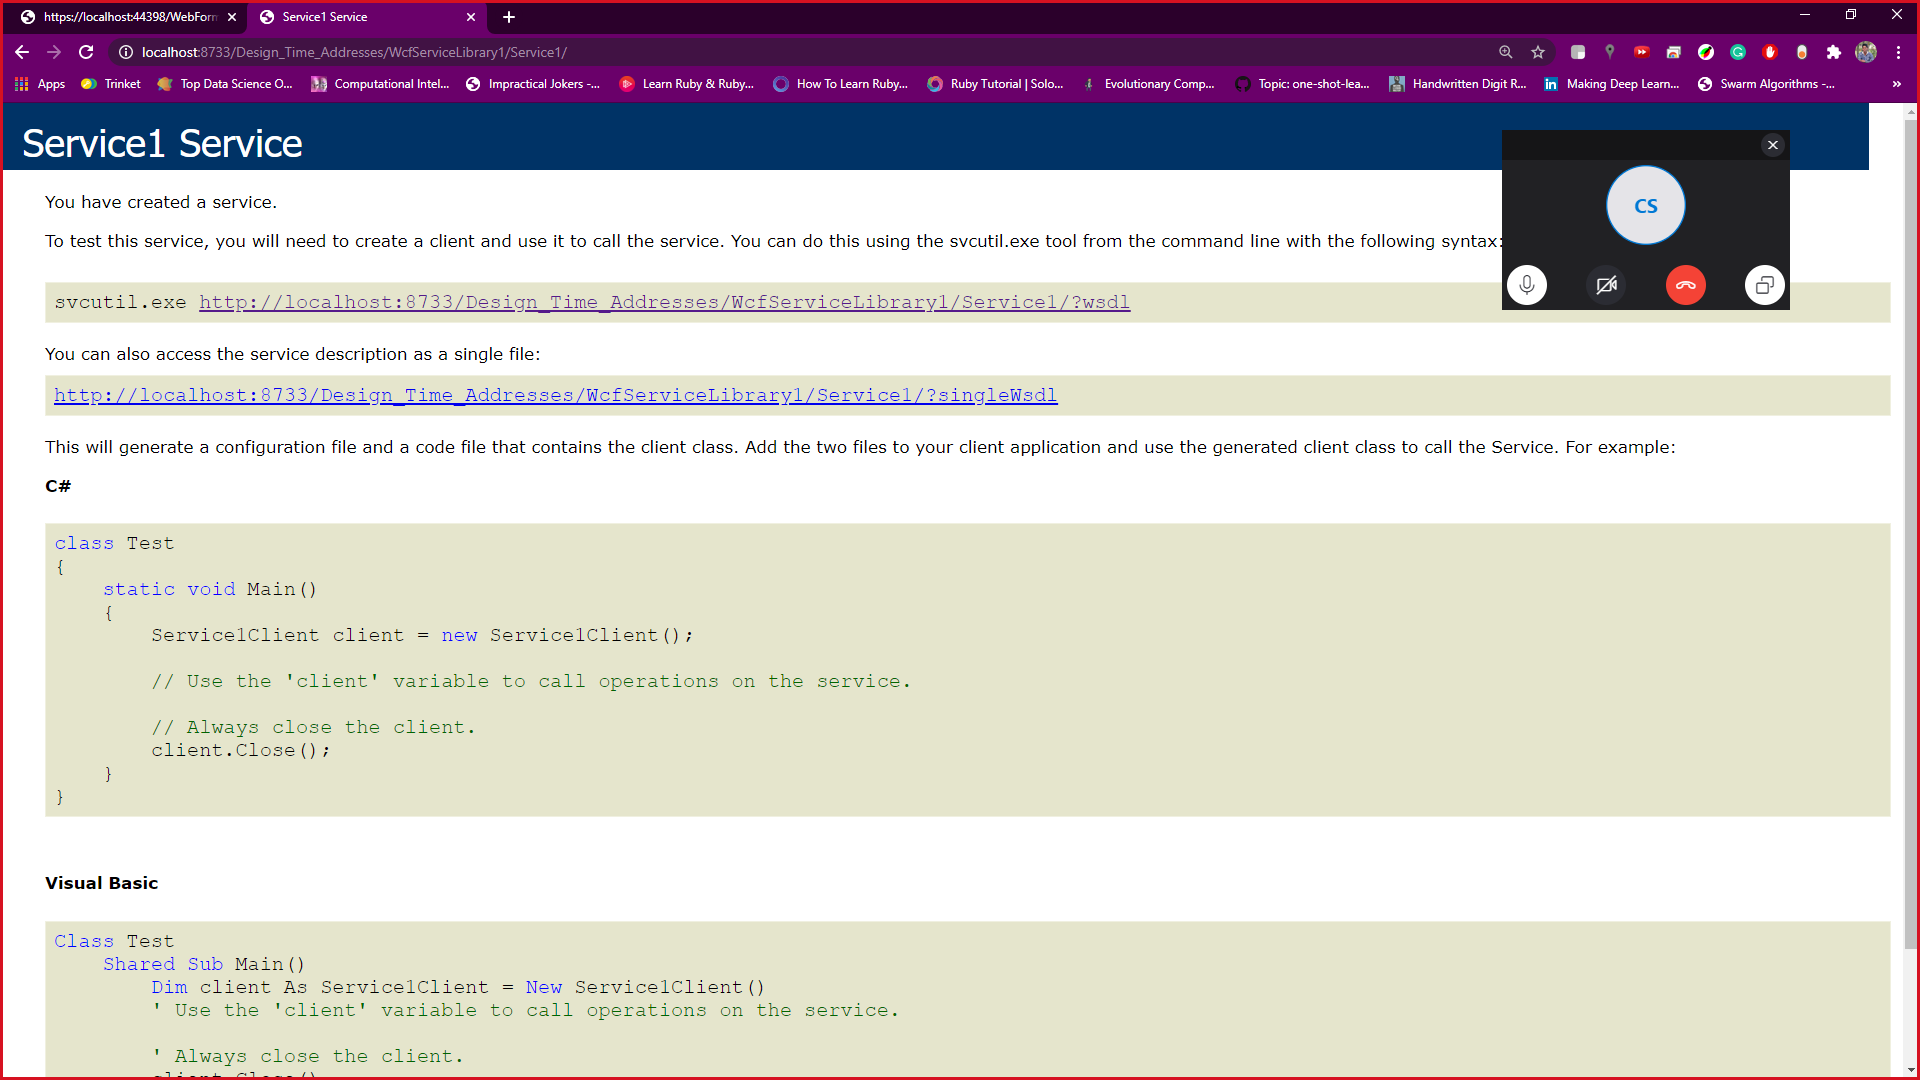 https://localhost:44398/WebForm
Service1 Service
localhost:8733/Design_Time_Addresses/WcfServiceLibrary1/Service1/
Apps
Trinket
Top Data Science O...
Computational Intel...
Impractical Jokers -...
Learn Ruby & Ruby...
How To Learn Ruby...
Ruby Tutorial | Solo...
Evolutionary Comp...
Topic: one-shot-lea...
Handwritten Digit R...
Making Deep Learn...
Swarm Algorithms -...
»
Service1 Service
CS
You have created a service.
To test this service, you will need to create a client and use it to call the service. You can do this using the svcutil.exe tool from the command line with the following syntax:
svcutil.exe http://localhost:8733/Design_Time_Addresses/WcfServiceLibrary1/Service1/?wsdl
You can also access the service description as a single file:
http://localhost:8733/Design_Time_Addresses/WcfServiceLibrary1/Service1/?singleWsdl
This will generate a configuration file and a code file that contains the client class. Add the two files to your client application and use the generated client class to call the Service. For example:
C#
class Test
{
    static void Main()
    {
        Service1Client client = new Service1Client();
        // Use the 'client' variable to call operations on the service.
        // Always close the client.
        client.Close();
    }
}
Visual Basic
Class Test
    Shared Sub Main()
        Dim client As Service1Client = New Service1Client()
        ' Use the 'client' variable to call operations on the service.
        ' Always close the client.
        client.Close()